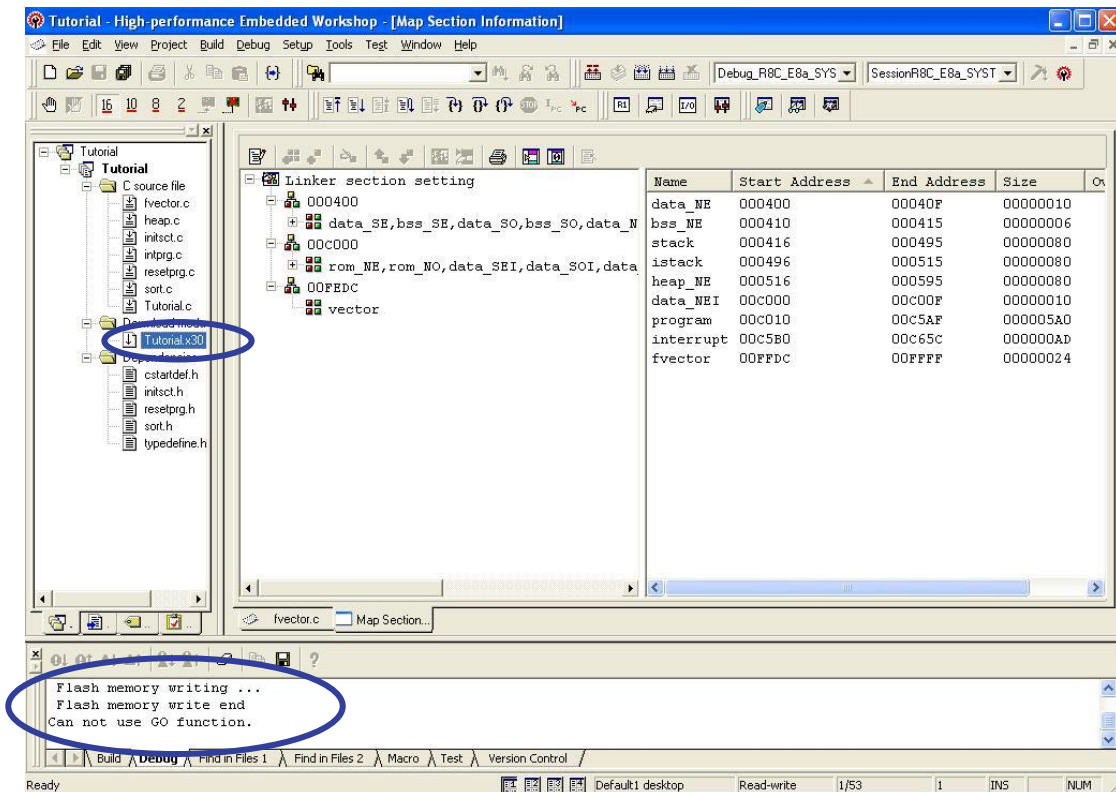 Tutorial - High-performance Embedded Workshop - [Map Section Information]
File Edit View Project Build Debug Setup Tools Test Window Help
Debug_R8C_E8a_SYS SessionR8C_E8a_SYST
16 10 8 2
Tutorial
Tutorial
C source file
fvector.c
heap.c
initsct.c
intprg.c
resetprg.c
sort.c
Tutorial.c
Download modu
Tutorial.x30
cstartdef.h
initsct.h
resetprg.h
sort.h
typedefine.h
Linker section setting
000400
data_SE,bss_SE,data_SO,bss_SO,data_N
00C000
rom_NE,rom_NO,data_SEI,data_SOI,data_
00FEDC
vector
Name Start Address End Address Size
data_NE 000400 00040F 00000010
bss_NE 000410 000415 00000006
stack 000416 000495 00000080
istack 000496 000515 00000080
heap_NE 000516 000595 00000080
data_NEI 00C000 00C00F 00000010
program 00C010 00C5AF 000005A0
interrupt 00C5B0 00C65C 000000AD
fvector 00FFDC 00FFFF 00000024
fvector.c Map Section...
Flash memory writing ...
Flash memory write end
Can not use GO function.
Build Debug Find in Files 1 Find in Files 2 Macro Test Version Control
Ready Default1 desktop Read-write 1/53 1 INS NUM